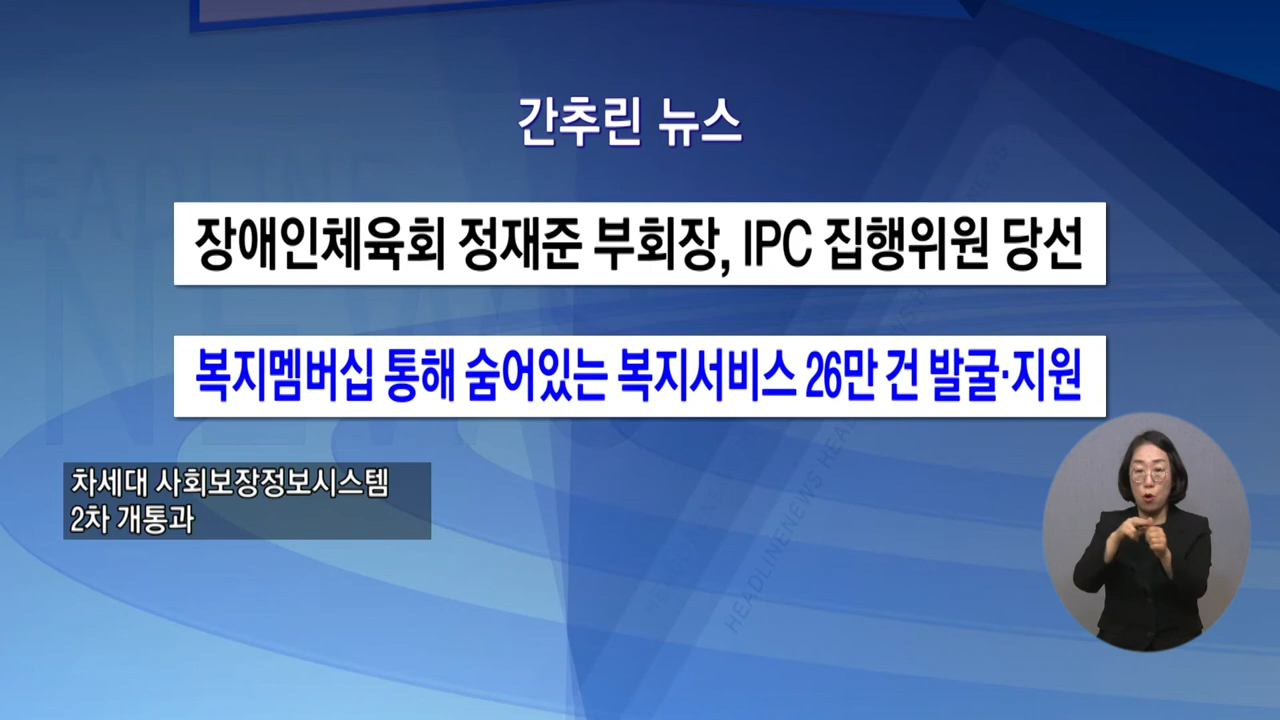 간추린 뉴스
장애인체육회 정재준 부회장, IPC 집행위원 당선
복지멤버십 통해 숨어있는 복지서비스 26만 건 발굴·지원
차세대 사회보장정보시스템
2차 개통과
HEADLINENEWS HEADLINENEWS